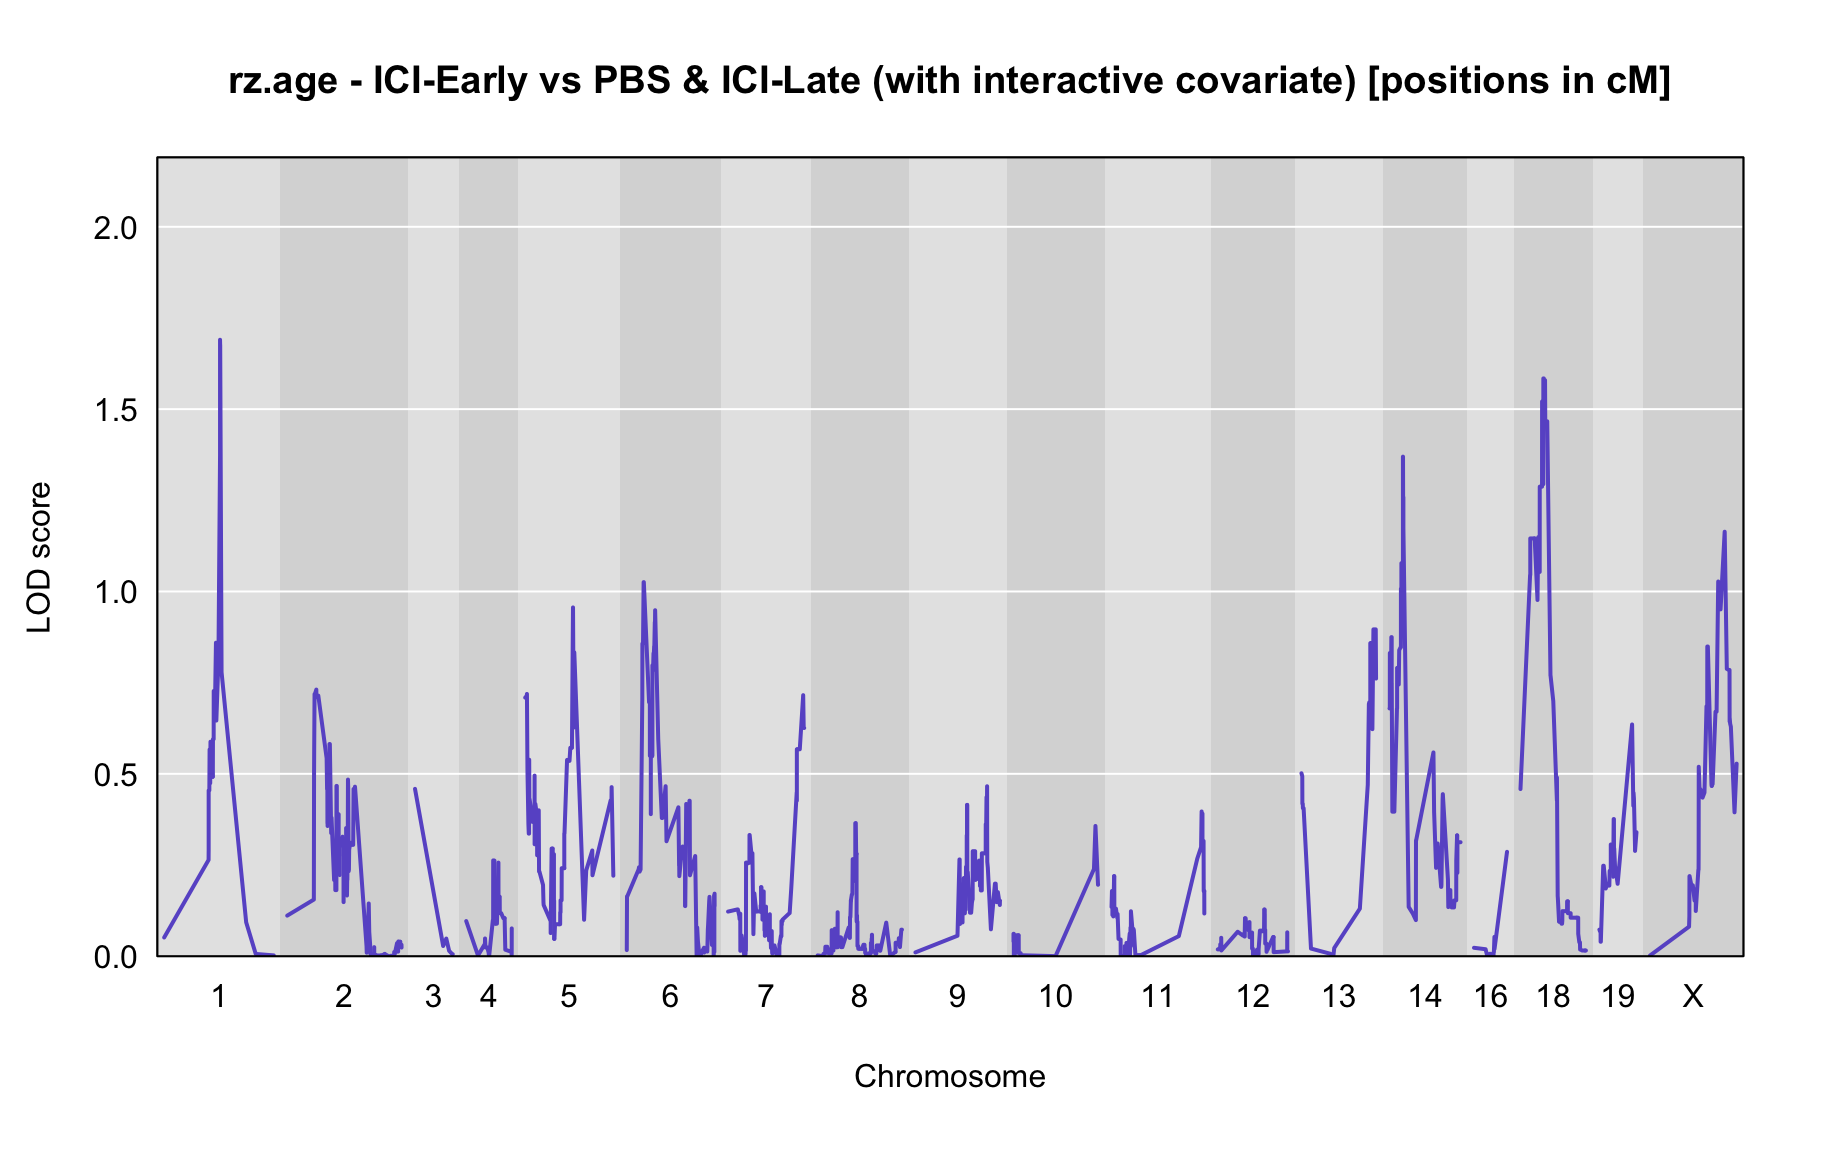 rz.age - ICI-Early vs PBS & ICI-Late (with interactive covariate) [positions in cM]
2.0
1.5
1.0
0.5
0.0
LOD score
1 2 3 4 5 6 7 8 9 10 11 12 13 14 16 18 19 X
Chromosome